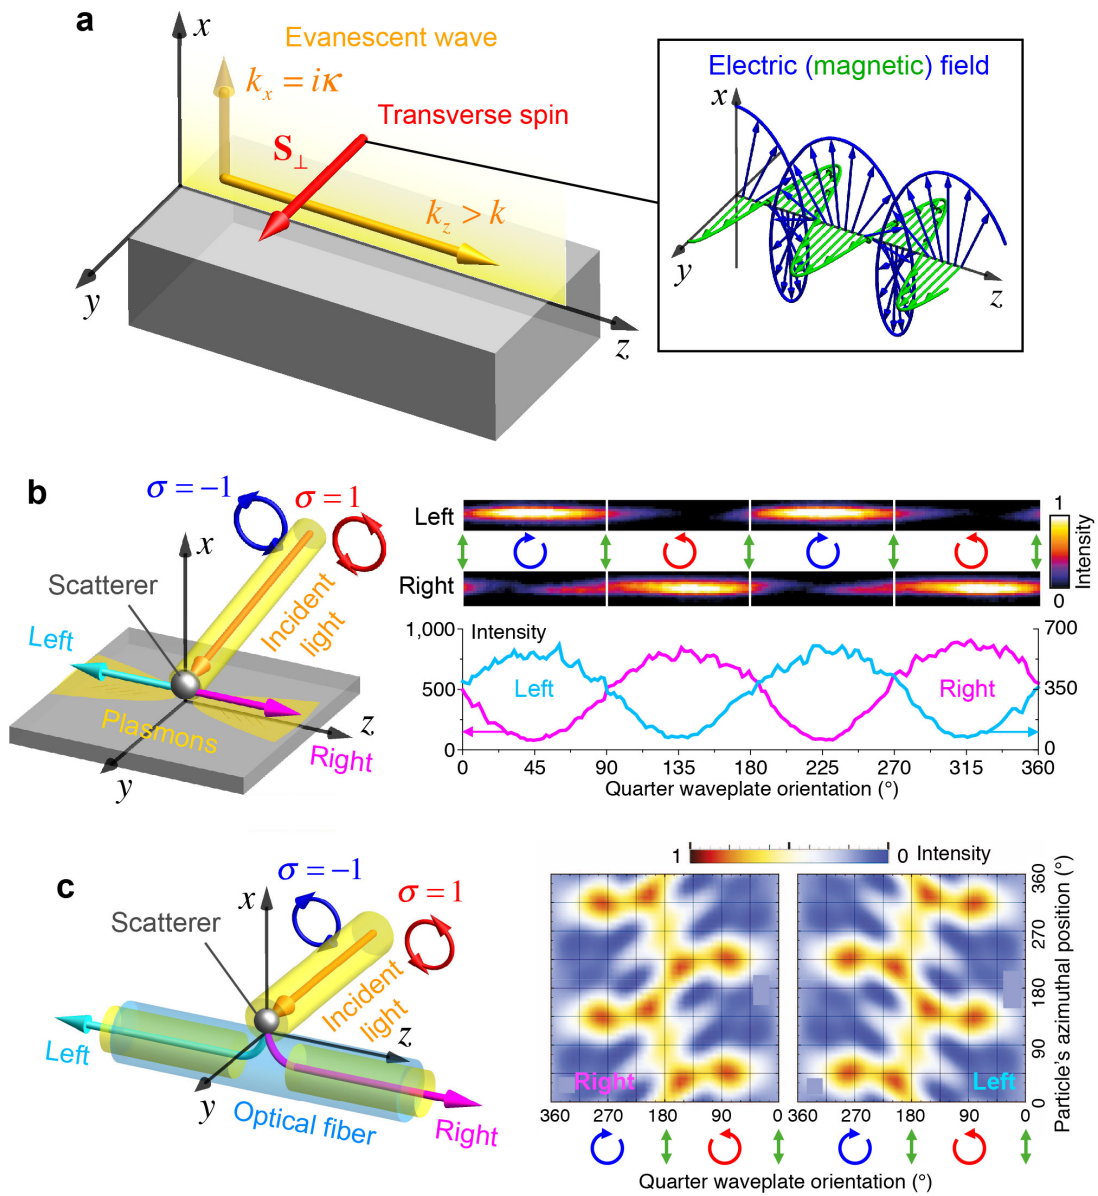 a
x
Evanescent wave
kₓ = iκ
Transverse spin
S⊥
k_z > k
y
z
Electric (magnetic) field
x
y
z
b
σ = −1
σ = 1
x
Scatterer
Incident
light
Left
Plasmons
z
Right
y
Left
Right
1
Intensity
0
1,000
Intensity
700
500
Left
Right
350
0
0
0 45 90 135 180 225 270 315 360
Quarter waveplate orientation (°)
c
σ = −1
σ = 1
x
Scatterer
Incident
light
z
Left
y
Optical fiber
Right
1
0
Intensity
360
270
180
90
0
Particle's azimuthal position (°)
Right
Left
360 270 180 90 0
360 270 180 90 0
Quarter waveplate orientation (°)